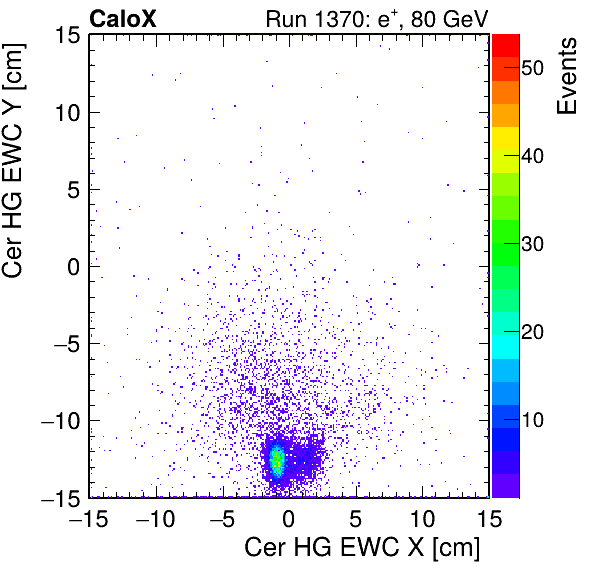 CaloX Run 1370: e+, 80 GeV
Cer HG EWC Y [cm]
15
10
5
0
−5
−10
−15
−15 −10 −5 0 5 10 15
Cer HG EWC X [cm]
50
40
30
20
10
Events